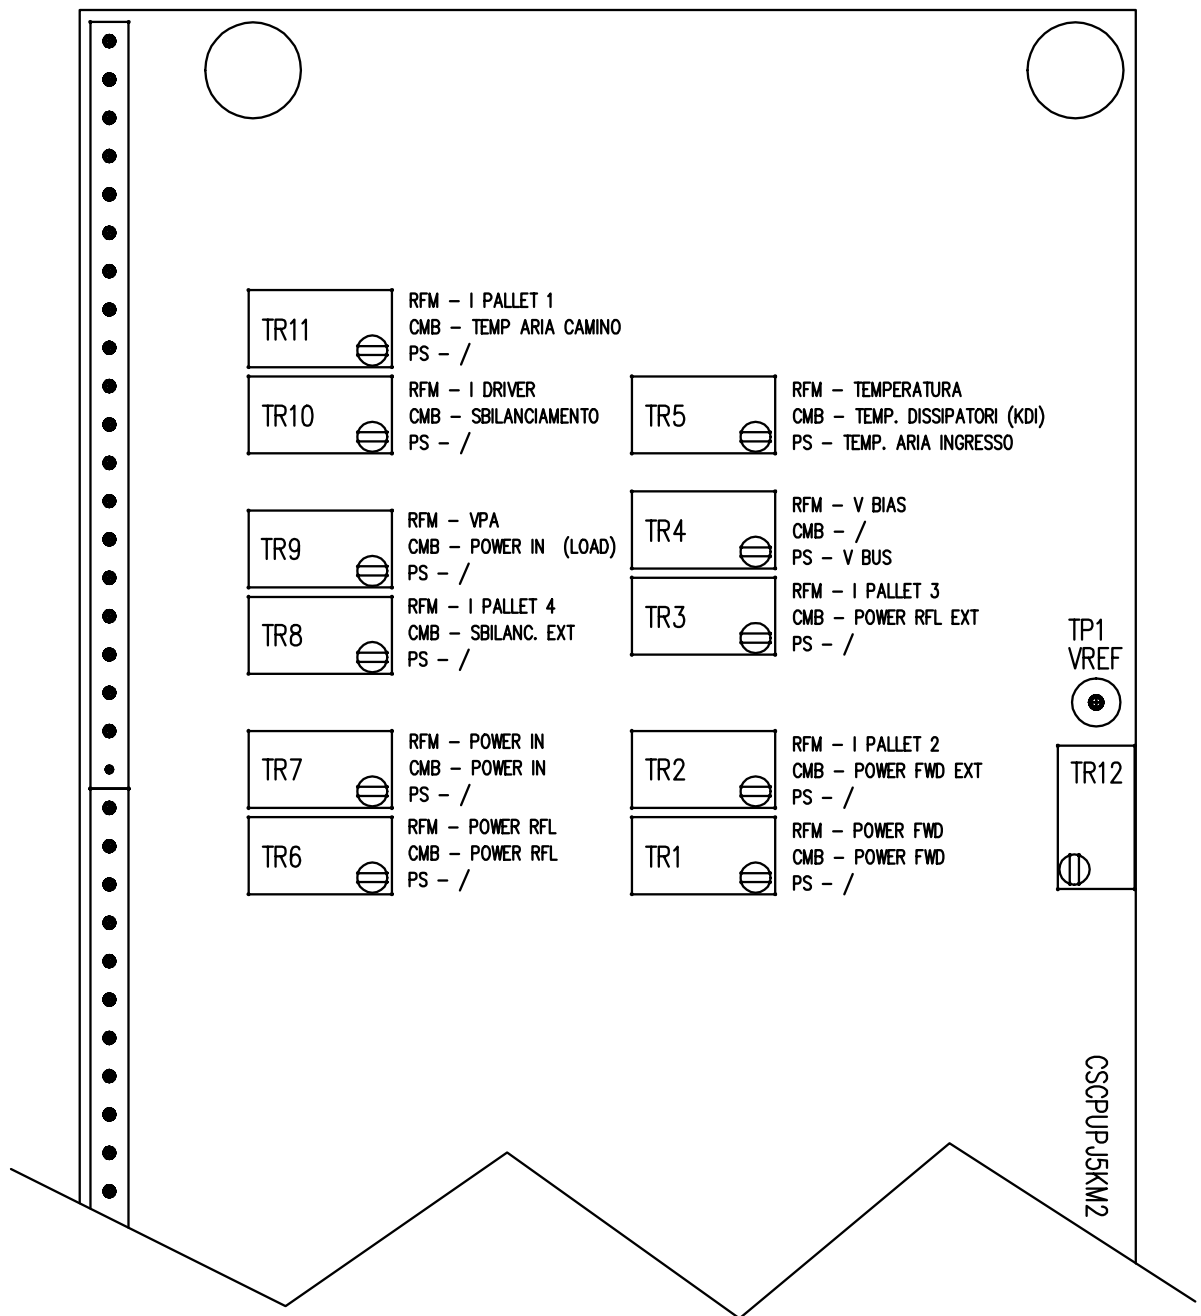 TR11
RFM - I PALLET 1
CMB - TEMP ARIA CAMINO
PS - /
TR10
RFM - I DRIVER
CMB - SBILANCIAMENTO
PS - /
TR5
RFM - TEMPERATURA
CMB - TEMP. DISSIPATORI (KDI)
PS - TEMP. ARIA INGRESSO
TR9
RFM - VPA
CMB - POWER IN (LOAD)
PS - /
TR4
RFM - V BIAS
CMB - /
PS - V BUS
TR8
RFM - I PALLET 4
CMB - SBILANC. EXT
PS - /
TR3
RFM - I PALLET 3
CMB - POWER RFL EXT
PS - /
TP1
VREF
TR7
RFM - POWER IN
CMB - POWER IN
PS - /
TR2
RFM - I PALLET 2
CMB - POWER FWD EXT
PS - /
TR12
TR6
RFM - POWER RFL
CMB - POWER RFL
PS - /
TR1
RFM - POWER FWD
CMB - POWER FWD
PS - /
CSCPUPJ5KM2